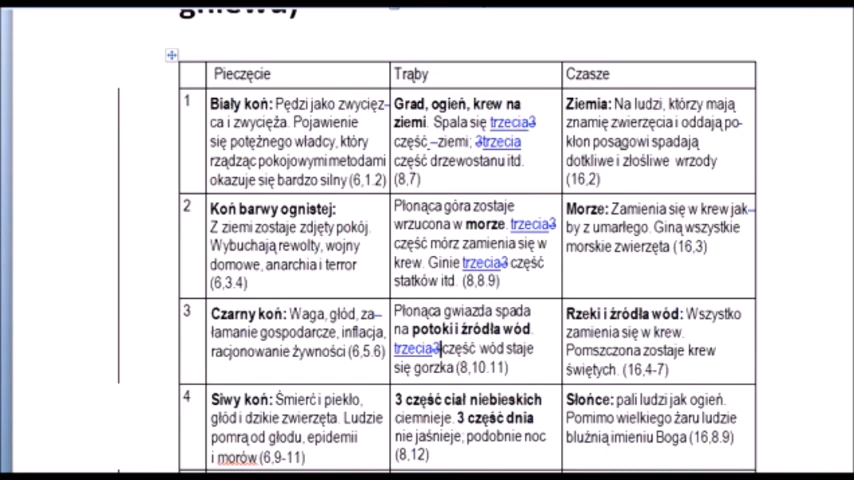 gniewu)
Pieczęcie Trąby Czasze
1
Biały koń: Pędzi jako zwycięz-
ca i zwycięża. Pojawienie
się potężnego władcy, który
rządząc pokojowymi metodami
okazuje się bardzo silny (6,1.2)
Grad, ogień, krew na
ziemi. Spala się trzecia3
część -ziemi; 3trzecia
część drzewostanu itd.
(8,7)
Ziemia: Na ludzi, którzy mają
znamię zwierzęcia i oddają po-
kłon posągowi spadają
dotkliwe i złośliwe wrzody
(16,2)
2
Koń barwy ognistej:
Z ziemi zostaje zdjęty pokój.
Wybuchają rewolty, wojny
domowe, anarchia i terror
(6,3.4)
Płonąca góra zostaje
wrzucona w morze. trzecia3
część mórz zamienia się w
krew. Ginie trzecia3 część
statków itd. (8,8.9)
Morze: Zamienia się w krew jak-
by z umarłego. Giną wszystkie
morskie zwierzęta (16,3)
3
Czarny koń: Waga, głód, za-
łamanie gospodarcze, inflacja,
racjonowanie żywności (6,5.6)
Płonąca gwiazda spada
na potoki i źródła wód.
trzecia3 część wód staje
się gorzka (8,10.11)
Rzeki i źródła wód: Wszystko
zamienia się w krew.
Pomszczona zostaje krew
świętych. (16,4-7)
4
Siwy koń: Śmierć i piekło,
głód i dzikie zwierzęta. Ludzie
pomrą od głodu, epidemii
i morów (6,9-11)
3 część ciał niebieskich
ciemnieje. 3 część dnia
nie jaśnieje; podobnie noc
(8,12)
Słońce: pali ludzi jak ogień.
Pomimo wielkiego żaru ludzie
bluźnią imieniu Boga (16,8.9)